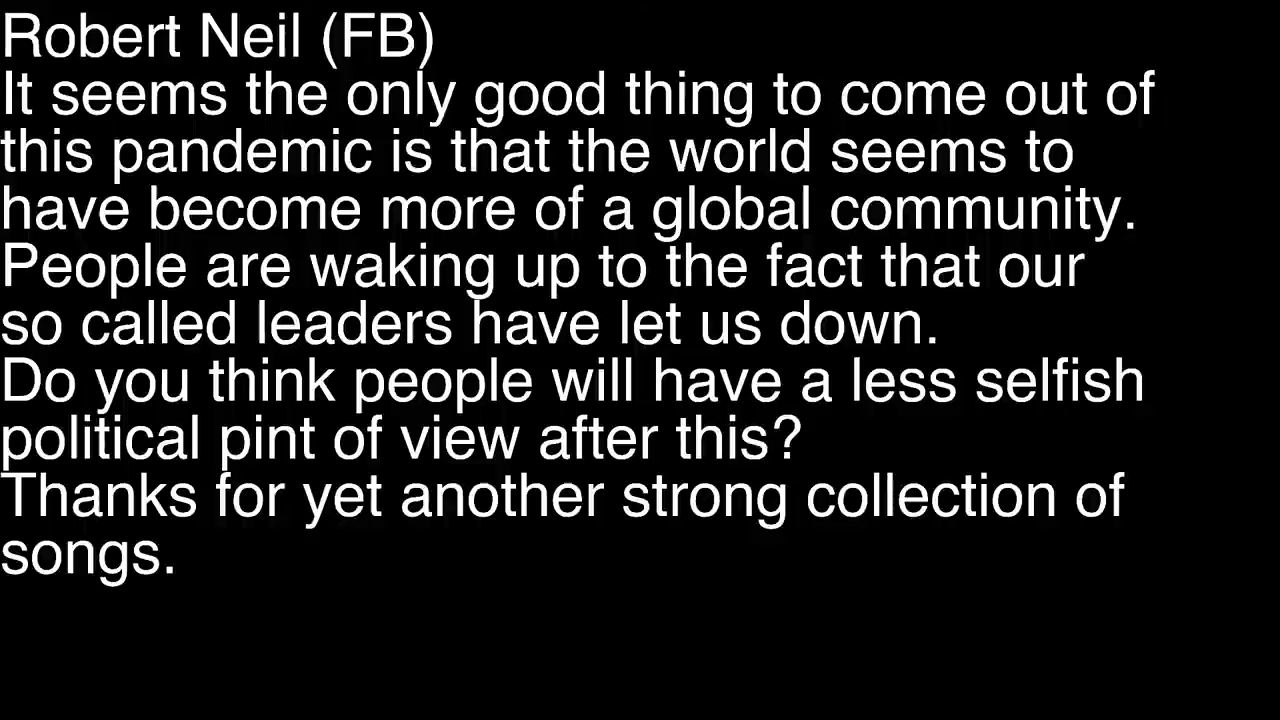 Robert Neil (FB)
It seems the only good thing to come out of
this pandemic is that the world seems to
have become more of a global community.
People are waking up to the fact that our
so called leaders have let us down.
Do you think people will have a less selfish
political pint of view after this?
Thanks for yet another strong collection of
songs.